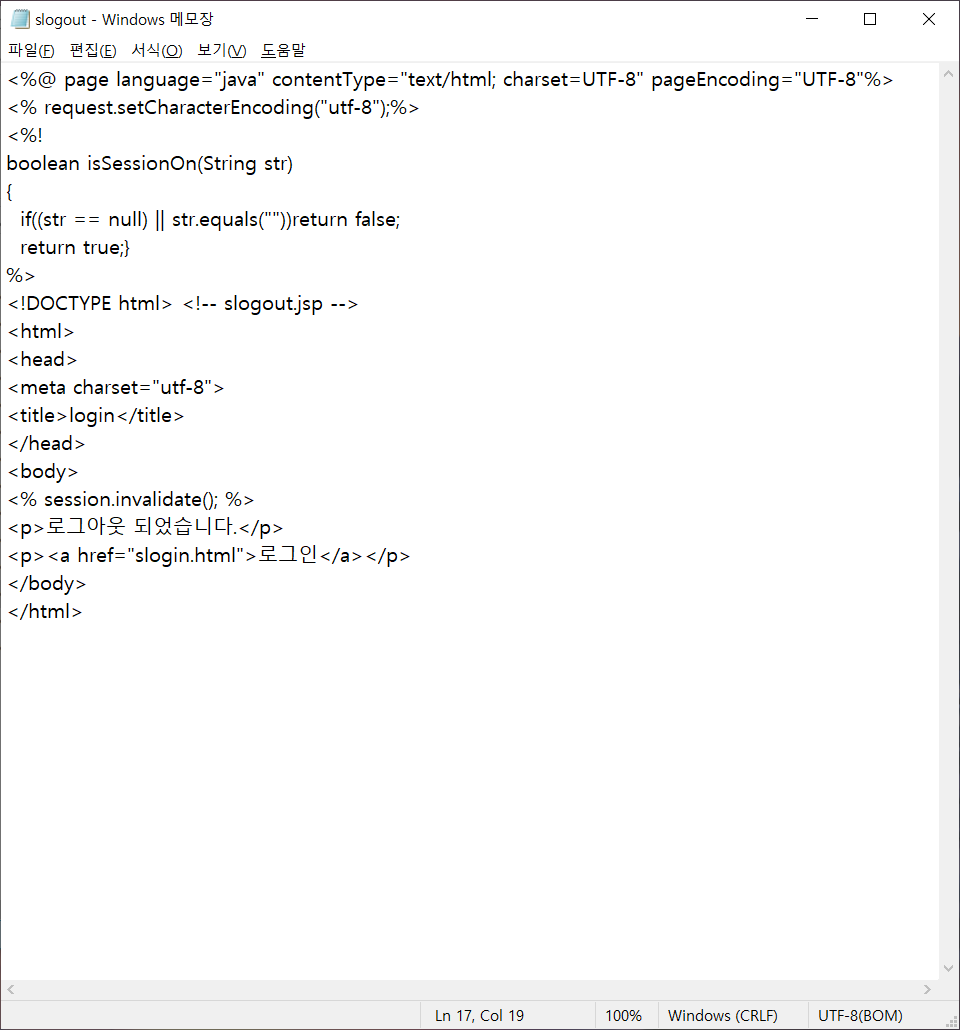 slogout - Windows 메모장
파일(F) 편집(E) 서식(O) 보기(V) 도움말
<%@ page language="java" contentType="text/html; charset=UTF-8" pageEncoding="UTF-8"%>
<% request.setCharacterEncoding("utf-8");%>
<%!
boolean isSessionOn(String str)
{
  if((str == null) || str.equals(""))return false;
  return true;}
%>
<!DOCTYPE html> <!-- slogout.jsp -->
<html>
<head>
<meta charset="utf-8">
<title>login</title>
</head>
<body>
<% session.invalidate(); %>
<p>로그아웃 되었습니다.</p>
<p><a href="slogin.html">로그인</a></p>
</body>
</html>
Ln 17, Col 19 100% Windows (CRLF) UTF-8(BOM)